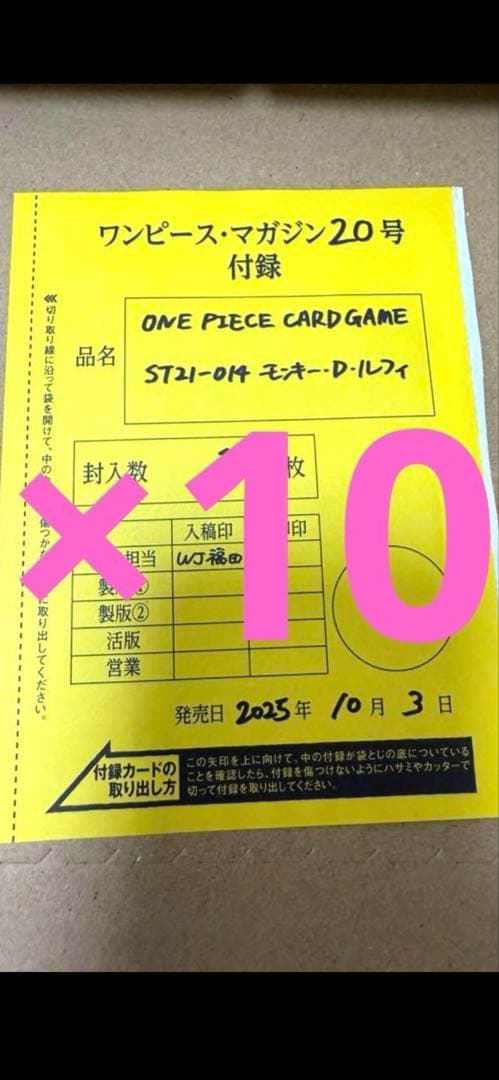 ワンピース・マガジン20号
付録
品名
ONE PIECE CARD GAME
ST21-014 モンキー・D・ルフィ
封入数
枚
×10
入稿印
印
担当
WJ福田
製版①
製版②
活版
営業
発売日 2025年 10月 3日
付録カードの
取り出し方
この矢印を上に向けて、中の付録が袋とじの底についている
ことを確認したら、付録を傷つけないようにハサミやカッターで
切って付録を取り出してください。
切り取り線に沿って袋を開けて、中の
傷つか
に取り出してください。